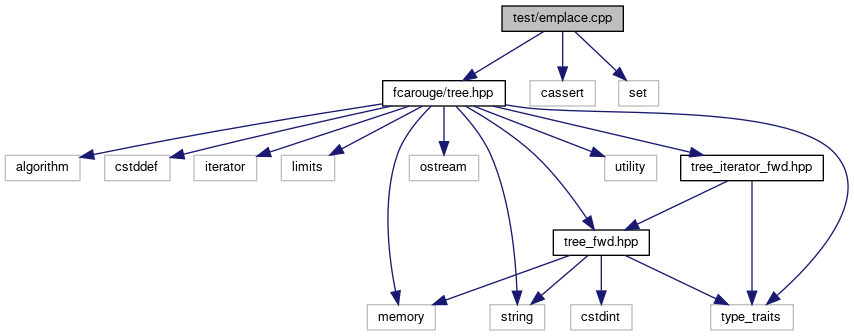 test/emplace.cpp
fcarouge/tree.hpp
cassert
set
algorithm
cstddef
iterator
limits
ostream
utility
tree_iterator_fwd.hpp
tree_fwd.hpp
memory
string
cstdint
type_traits